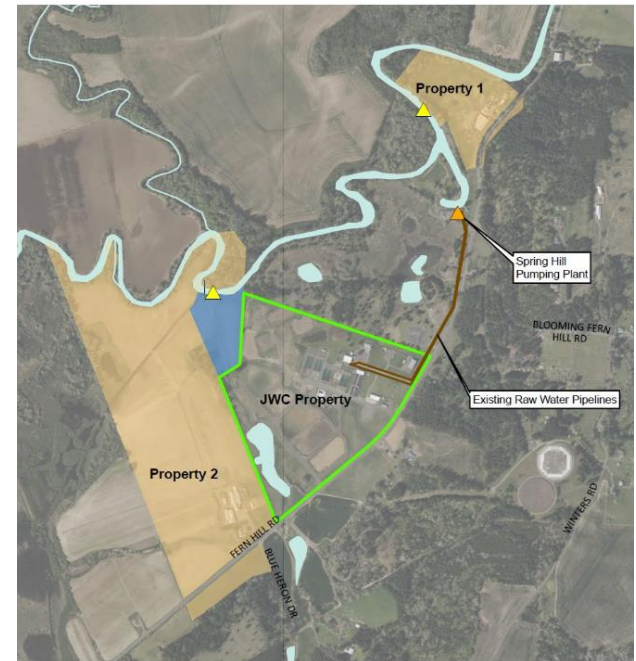 Property 1
Spring Hill
Pumping Plant
BLOOMING FERN
HILL RD
Existing Raw Water Pipelines
JWC Property
Property 2
WINTERS RD
FERN HILL RD
BLUE HERON DR